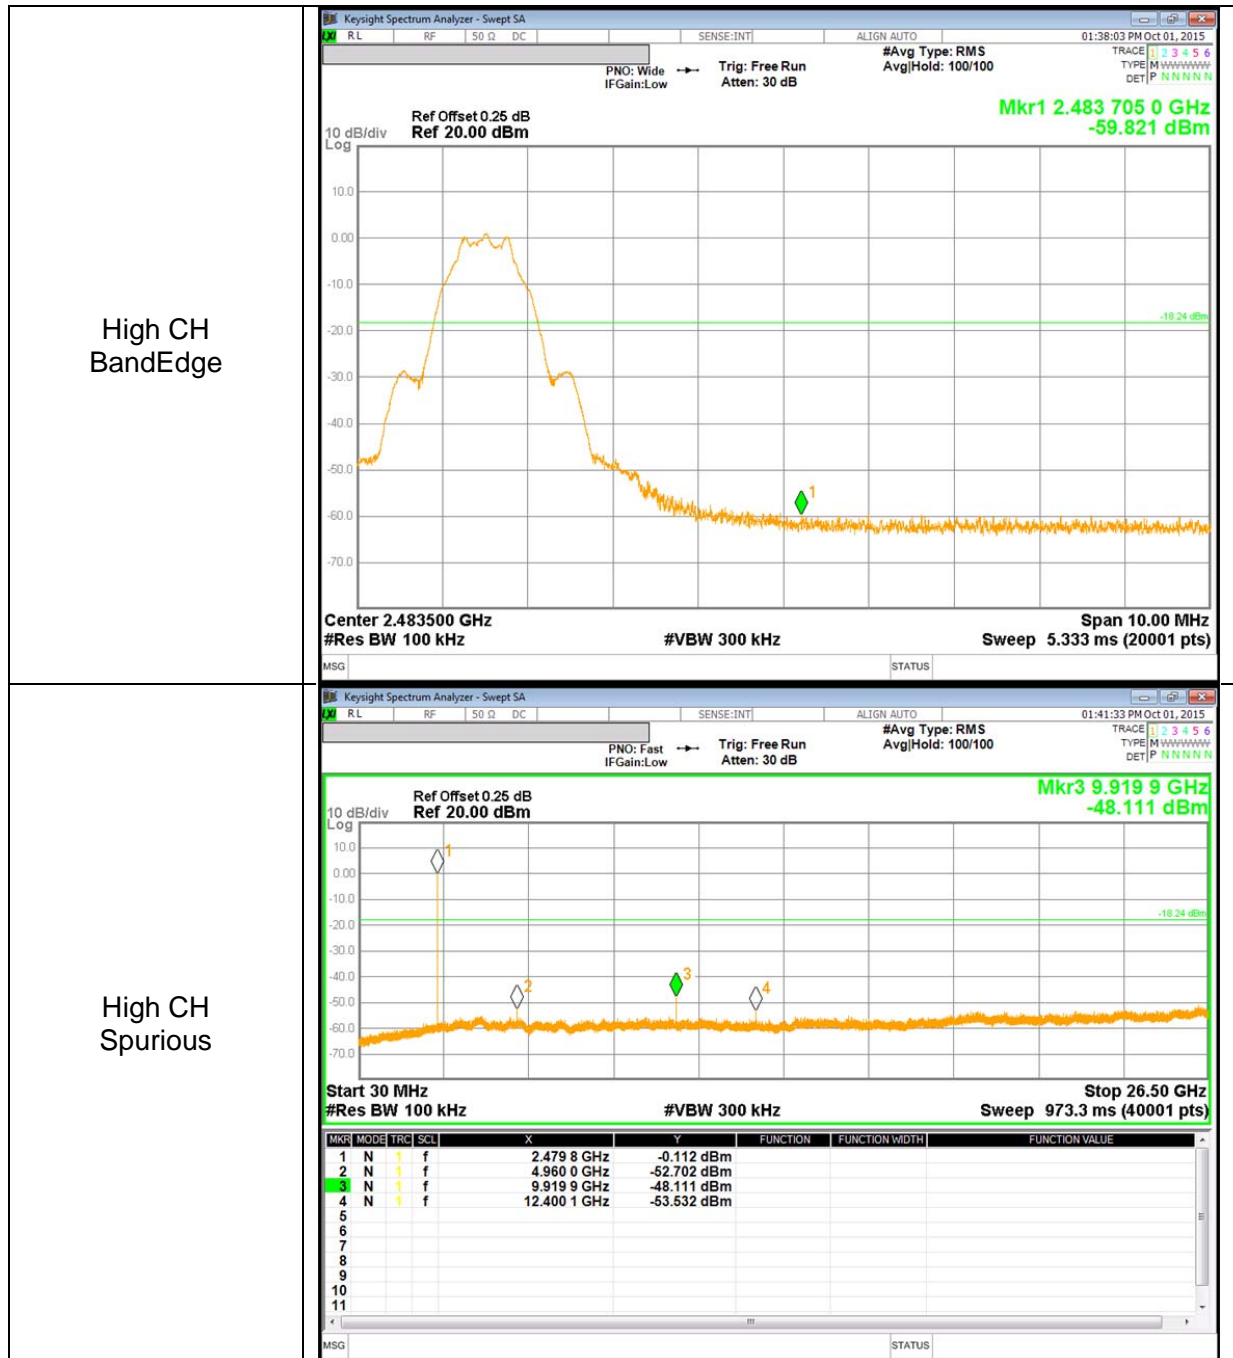 High CH
BandEdge
Keysight Spectrum Analyzer - Swept SA
LXI RL RF 50 Ω DC SENSE:INT ALIGN AUTO 01:38:03 PM Oct 01, 2015
#Avg Type: RMS TRACE 1 2 3 4 5 6
PNO: Wide Trig: Free Run Avg|Hold: 100/100 TYPE M WWWWW
IFGain:Low Atten: 30 dB DET P N N N N N
Mkr1 2.483 705 0 GHz
Ref Offset 0.25 dB
10 dB/div Ref 20.00 dBm -59.821 dBm
Log
10.0
0.00
-10.0
-18.24 dBm
-20.0
-30.0
-40.0
-50.0
1
-60.0
-70.0
Center 2.483500 GHz Span 10.00 MHz
#Res BW 100 kHz #VBW 300 kHz Sweep 5.333 ms (20001 pts)
MSG STATUS
High CH
Spurious
Keysight Spectrum Analyzer - Swept SA
LXI RL RF 50 Ω DC SENSE:INT ALIGN AUTO 01:41:33 PM Oct 01, 2015
#Avg Type: RMS TRACE 1 2 3 4 5 6
PNO: Fast Trig: Free Run Avg|Hold: 100/100 TYPE M WWWWW
IFGain:Low Atten: 30 dB DET P N N N N N
Mkr3 9.919 9 GHz
Ref Offset 0.25 dB
10 dB/div Ref 20.00 dBm -48.111 dBm
Log
10.0
1
0.00
-10.0
-18.24 dBm
-20.0
-30.0
-40.0
2 3 4
-50.0
-60.0
-70.0
Start 30 MHz Stop 26.50 GHz
#Res BW 100 kHz #VBW 300 kHz Sweep 973.3 ms (40001 pts)
MKR MODE TRC SCL X Y FUNCTION FUNCTION WIDTH FUNCTION VALUE
1 N 1 f 2.479 8 GHz -0.112 dBm
2 N 1 f 4.960 0 GHz -52.702 dBm
3 N 1 f 9.919 9 GHz -48.111 dBm
4 N 1 f 12.400 1 GHz -53.532 dBm
5
6
7
8
9
10
11
MSG STATUS